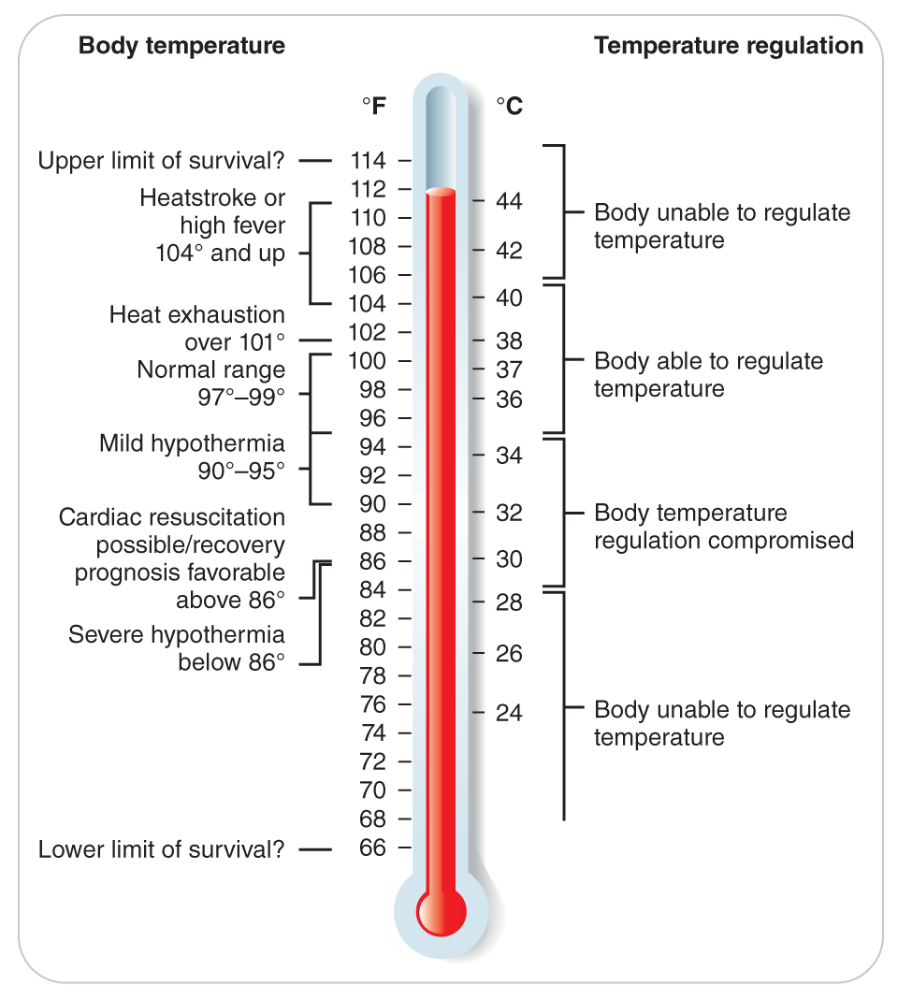 Body temperature
Temperature regulation
°F
°C
Upper limit of survival?
Heatstroke or
high fever
104° and up
Heat exhaustion
over 101°
Normal range
97°–99°
Mild hypothermia
90°–95°
Cardiac resuscitation
possible/recovery
prognosis favorable
above 86°
Severe hypothermia
below 86°
Lower limit of survival?
114
112
110
108
106
104
102
100
98
96
94
92
90
88
86
84
82
80
78
76
74
72
70
68
66
44
42
40
38
37
36
34
32
30
28
26
24
Body unable to regulate
temperature
Body able to regulate
temperature
Body temperature
regulation compromised
Body unable to regulate
temperature